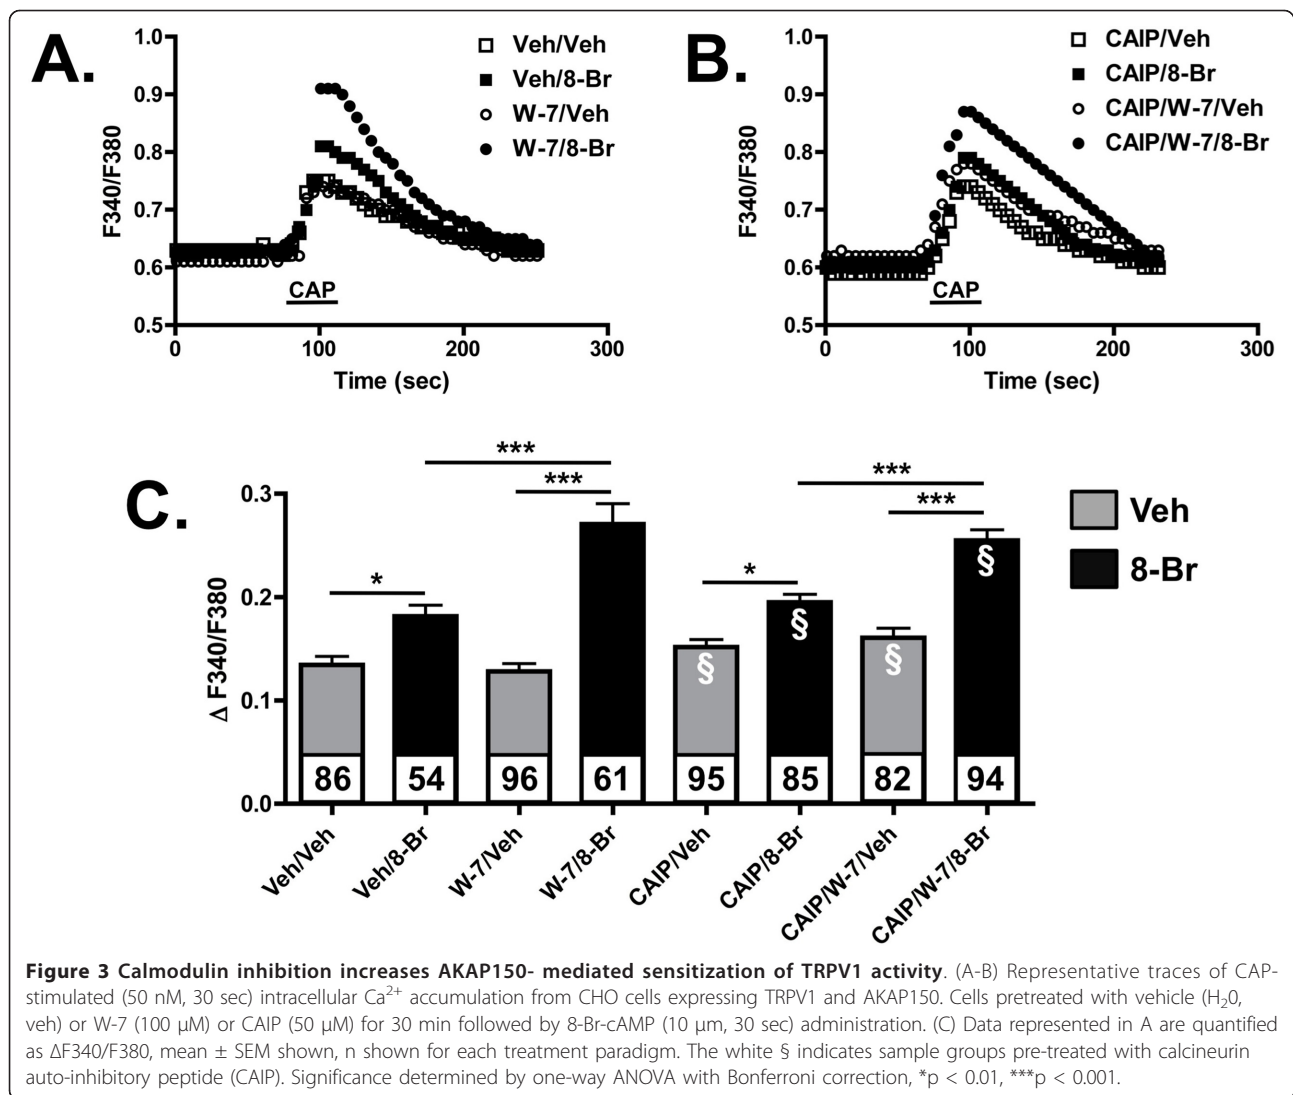 A.
1.0
0.9
0.8
0.7
0.6
0.5
F340/F380
Veh/Veh
Veh/8-Br
W-7/Veh
W-7/8-Br
CAP
0
100
200
300
Time (sec)
B.
1.0
0.9
0.8
0.7
0.6
0.5
F340/F380
CAIP/Veh
CAIP/8-Br
CAIP/W-7/Veh
CAIP/W-7/8-Br
CAP
0
100
200
300
Time (sec)
C.
0.3
0.2
0.1
0.0
Δ F340/F380
***
***
***
***
*
*
§
§
§
§
86
54
96
61
95
85
82
94
Veh/Veh
Veh/8-Br
W-7/Veh
W-7/8-Br
CAIP/Veh
CAIP/8-Br
CAIP/W-7/Veh
CAIP/W-7/8-Br
Veh
8-Br
Figure 3 Calmodulin inhibition increases AKAP150- mediated sensitization of TRPV1 activity. (A-B) Representative traces of CAP-
stimulated (50 nM, 30 sec) intracellular Ca²⁺ accumulation from CHO cells expressing TRPV1 and AKAP150. Cells pretreated with vehicle (H₂0,
veh) or W-7 (100 μM) or CAIP (50 μM) for 30 min followed by 8-Br-cAMP (10 μm, 30 sec) administration. (C) Data represented in A are quantified
as ΔF340/F380, mean ± SEM shown, n shown for each treatment paradigm. The white § indicates sample groups pre-treated with calcineurin
auto-inhibitory peptide (CAIP). Significance determined by one-way ANOVA with Bonferroni correction, *p < 0.01, ***p < 0.001.